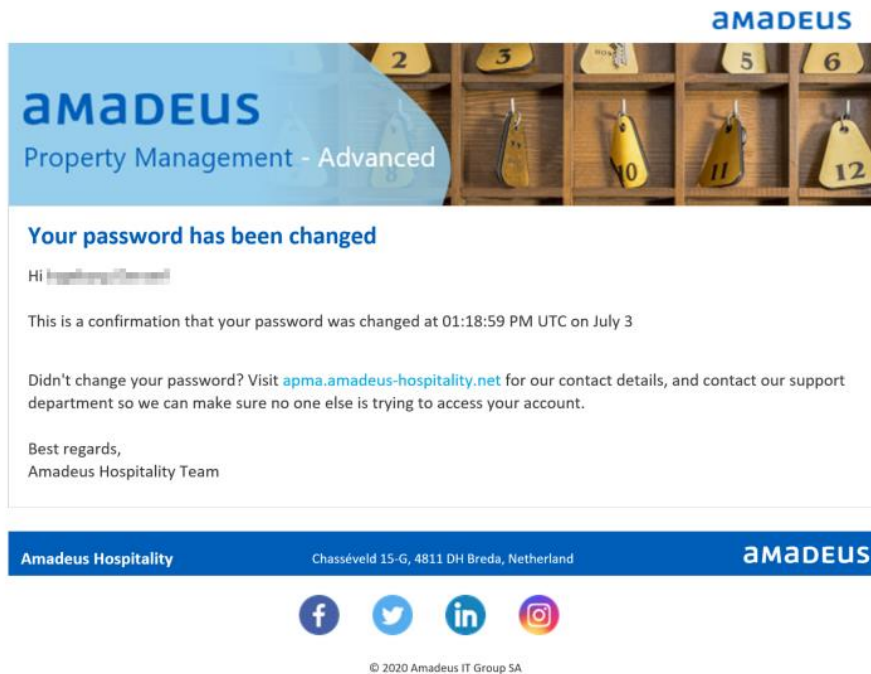 amadeus
2 3 5 6
amadeus
Property Management - Advanced
8 10 11 12
Your password has been changed
Hi
This is a confirmation that your password was changed at 01:18:59 PM UTC on July 3
Didn't change your password? Visit apma.amadeus-hospitality.net for our contact details, and contact our support
department so we can make sure no one else is trying to access your account.
Best regards,
Amadeus Hospitality Team
Amadeus Hospitality Chasséveld 15-G, 4811 DH Breda, Netherland amadeus
f in
© 2020 Amadeus IT Group SA